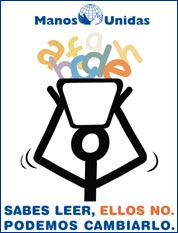 Manos Unidas
a f a
a b c o d e n
SABES LEER, ELLOS NO.
PODEMOS CAMBIARLO.